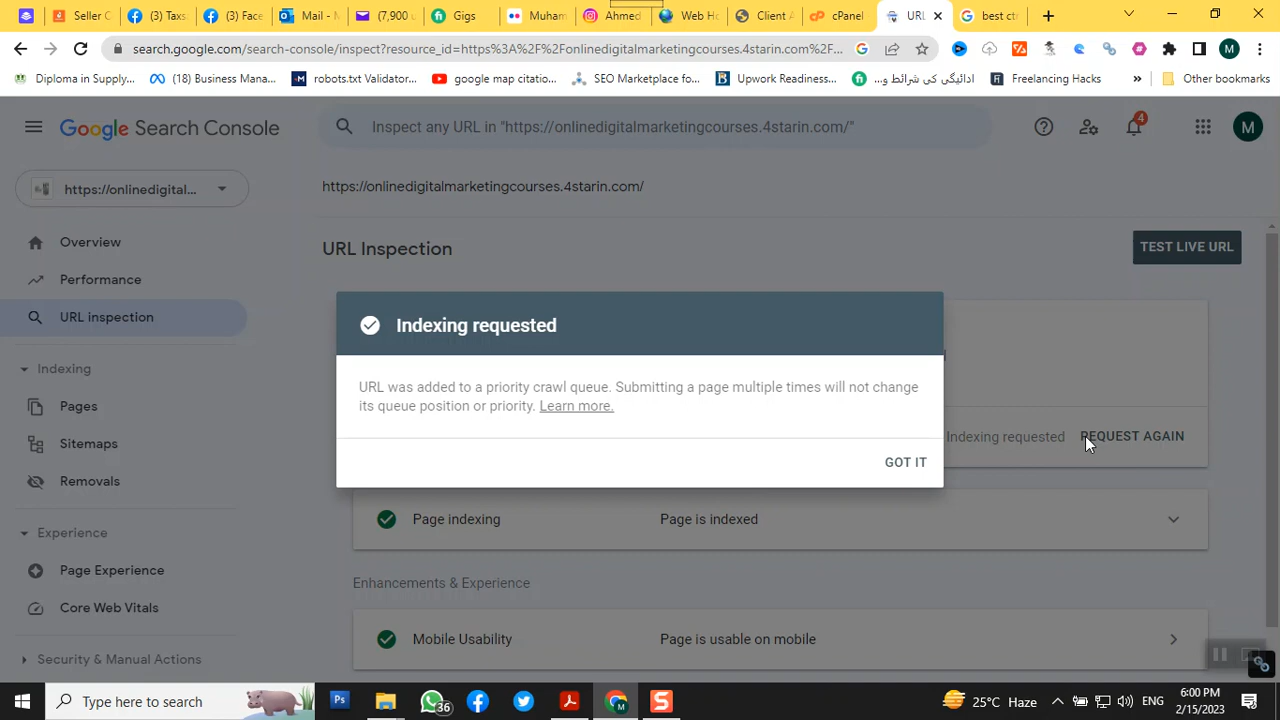 Seller C
(3) Taxs
(3) Face
Mail - M
(7,900 u
Gigs
Muham
Ahmed
Web Ho
Client A
cPanel
URL
best ctr
search.google.com/search-console/inspect?resource_id=https%3A%2F%2Fonlinedigitalmarketingcourses.4starin.com%2F...
M
Diploma in Supply...
(18) Business Mana...
robots.txt Validator...
google map citatio...
SEO Marketplace fo...
Upwork Readiness...
ادائیگی کی شرائط و...
Freelancing Hacks
»
Other bookmarks
Google Search Console
Inspect any URL in "https://onlinedigitalmarketingcourses.4starin.com/"
4
M
https://onlinedigital...
https://onlinedigitalmarketingcourses.4starin.com/
Overview
Performance
URL inspection
Indexing
Pages
Sitemaps
Removals
Experience
Page Experience
Core Web Vitals
Security & Manual Actions
URL Inspection
TEST LIVE URL
Indexing requested
URL was added to a priority crawl queue. Submitting a page multiple times will not change
its queue position or priority. Learn more.
GOT IT
Indexing requested
REQUEST AGAIN
Page indexing
Page is indexed
Enhancements & Experience
Mobile Usability
Page is usable on mobile
Type here to search
Ps
36
M
S
25°C Haze
ENG
6:00 PM
2/15/2023